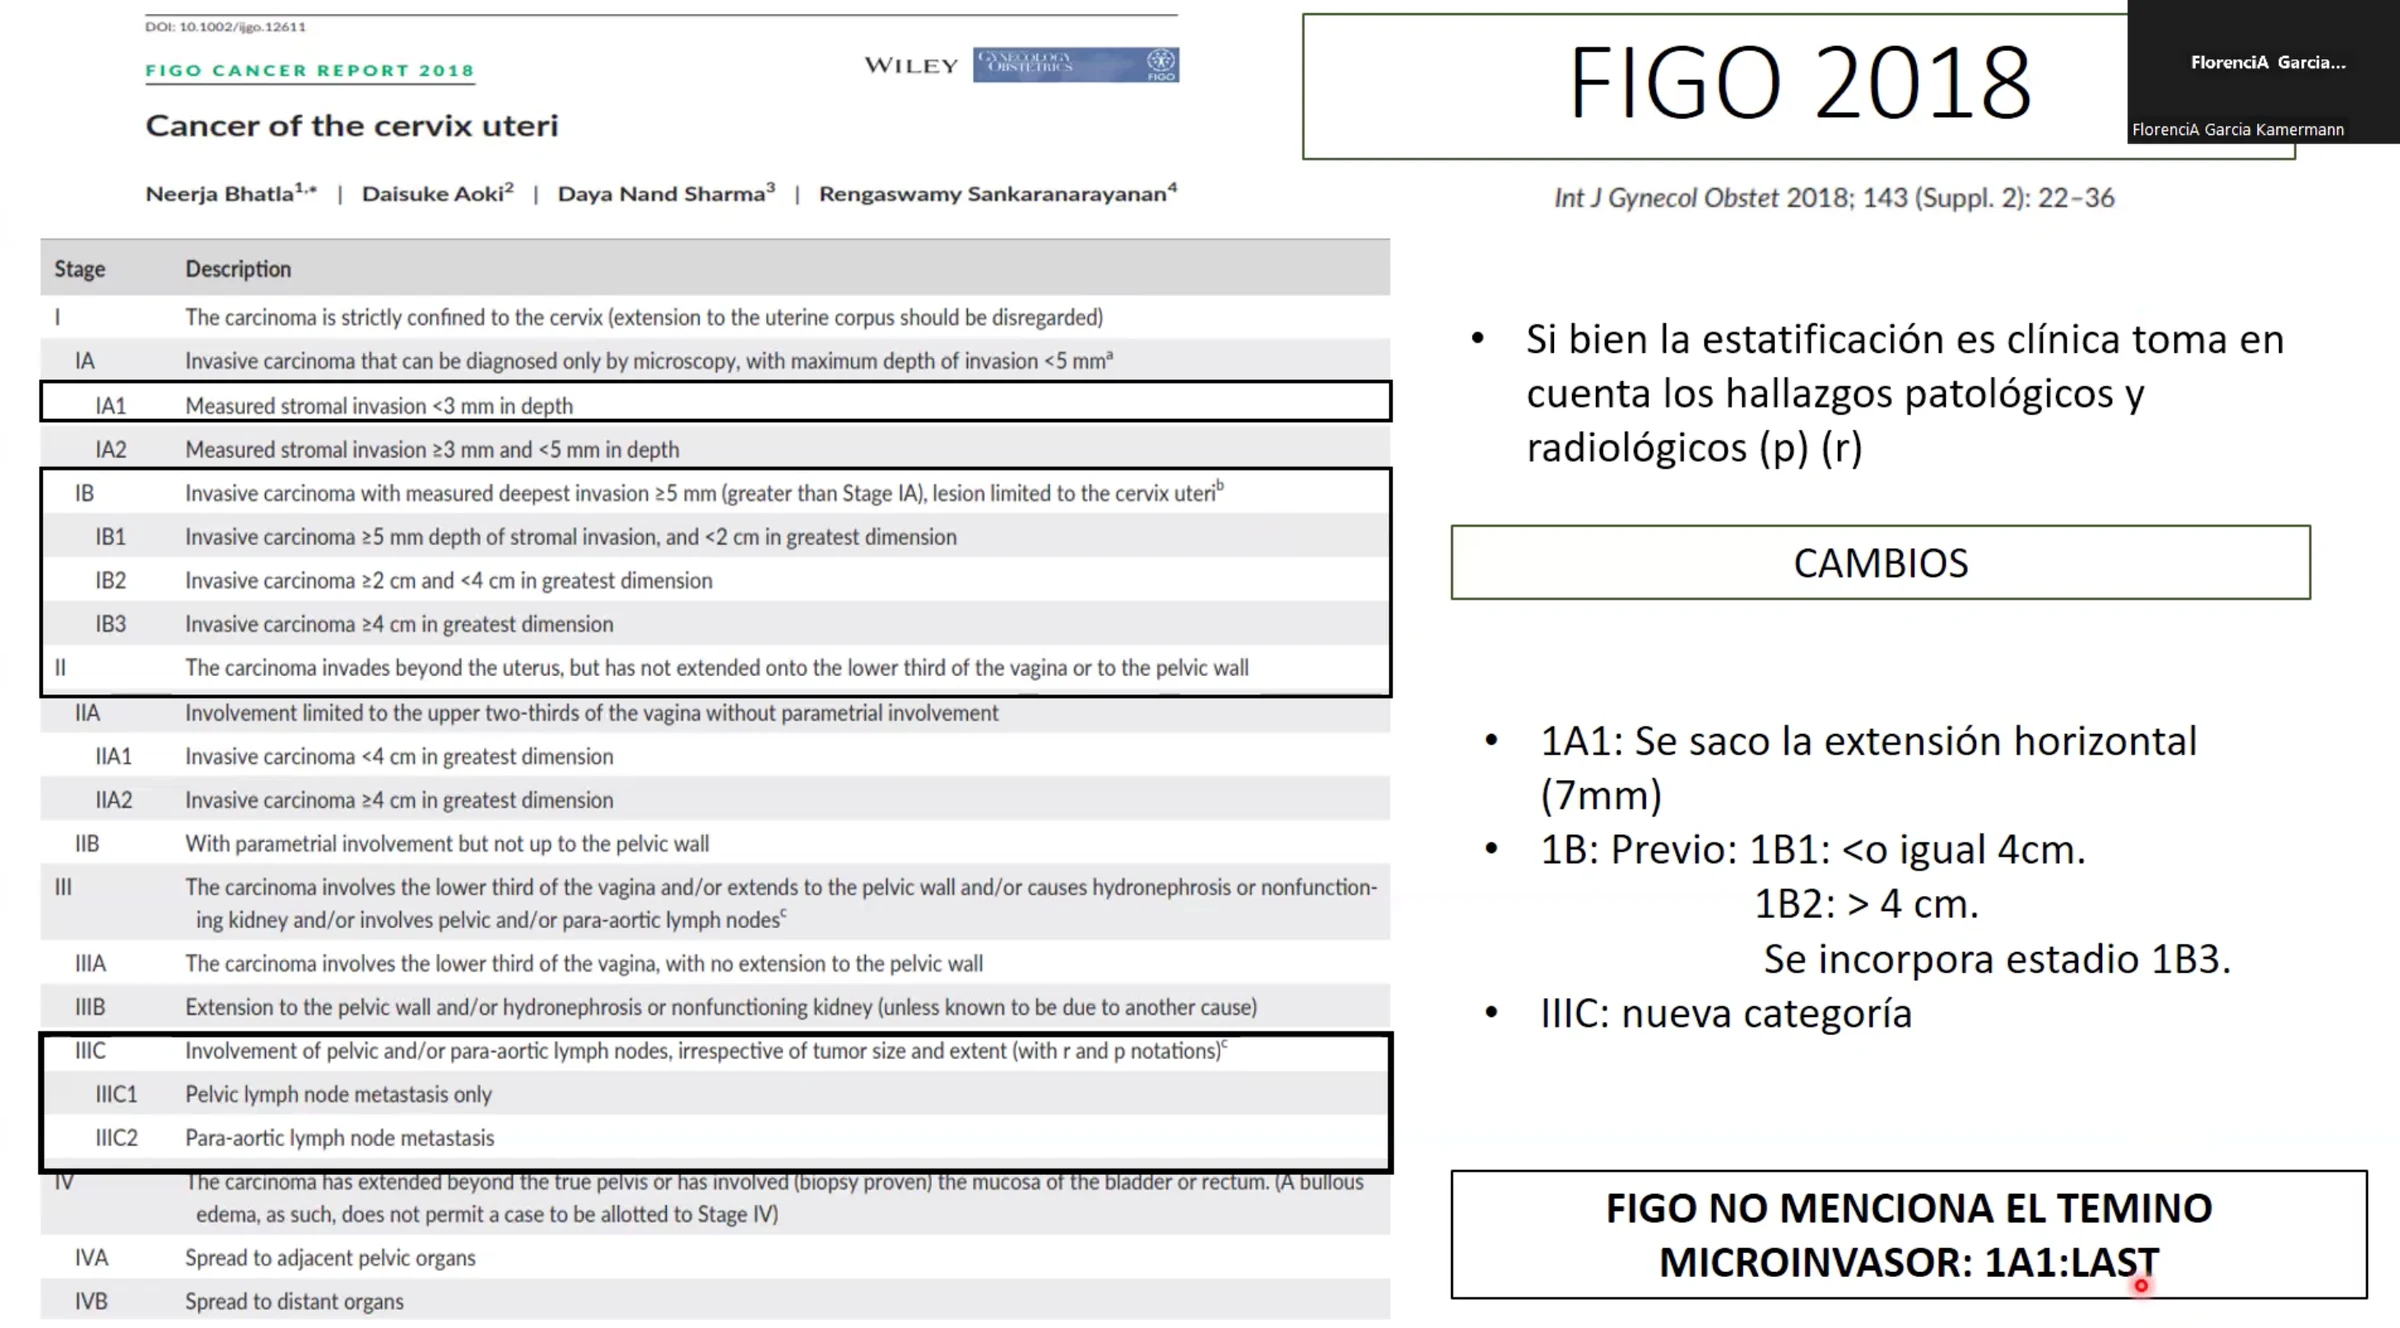 DOI: 10.1002/ijgo.12611
FIGO CANCER REPORT 2018
WILEY
GYNECOLOGY
OBSTETRICS
FIGO
Cancer of the cervix uteri
Neerja Bhatla1,* | Daisuke Aoki2 | Daya Nand Sharma3 | Rengaswamy Sankaranarayanan4
Stage Description
I The carcinoma is strictly confined to the cervix (extension to the uterine corpus should be disregarded)
IA Invasive carcinoma that can be diagnosed only by microscopy, with maximum depth of invasion <5 mma
IA1 Measured stromal invasion <3 mm in depth
IA2 Measured stromal invasion ≥3 mm and <5 mm in depth
IB Invasive carcinoma with measured deepest invasion ≥5 mm (greater than Stage IA), lesion limited to the cervix uterib
IB1 Invasive carcinoma ≥5 mm depth of stromal invasion, and <2 cm in greatest dimension
IB2 Invasive carcinoma ≥2 cm and <4 cm in greatest dimension
IB3 Invasive carcinoma ≥4 cm in greatest dimension
II The carcinoma invades beyond the uterus, but has not extended onto the lower third of the vagina or to the pelvic wall
IIA Involvement limited to the upper two-thirds of the vagina without parametrial involvement
IIA1 Invasive carcinoma <4 cm in greatest dimension
IIA2 Invasive carcinoma ≥4 cm in greatest dimension
IIB With parametrial involvement but not up to the pelvic wall
III The carcinoma involves the lower third of the vagina and/or extends to the pelvic wall and/or causes hydronephrosis or nonfunction-
ing kidney and/or involves pelvic and/or para-aortic lymph nodesc
IIIA The carcinoma involves the lower third of the vagina, with no extension to the pelvic wall
IIIB Extension to the pelvic wall and/or hydronephrosis or nonfunctioning kidney (unless known to be due to another cause)
IIIC Involvement of pelvic and/or para-aortic lymph nodes, irrespective of tumor size and extent (with r and p notations)c
IIIC1 Pelvic lymph node metastasis only
IIIC2 Para-aortic lymph node metastasis
IV The carcinoma has extended beyond the true pelvis or has involved (biopsy proven) the mucosa of the bladder or rectum. (A bullous
edema, as such, does not permit a case to be allotted to Stage IV)
IVA Spread to adjacent pelvic organs
IVB Spread to distant organs
FIGO 2018
FlorenciA Garcia...
FlorenciA Garcia Kamermann
Int J Gynecol Obstet 2018; 143 (Suppl. 2): 22–36
• Si bien la estatificación es clínica toma en
cuenta los hallazgos patológicos y
radiológicos (p) (r)
CAMBIOS
• 1A1: Se saco la extensión horizontal
(7mm)
• 1B: Previo: 1B1: <o igual 4cm.
1B2: > 4 cm.
Se incorpora estadio 1B3.
• IIIC: nueva categoría
FIGO NO MENCIONA EL TEMINO
MICROINVASOR: 1A1:LAST